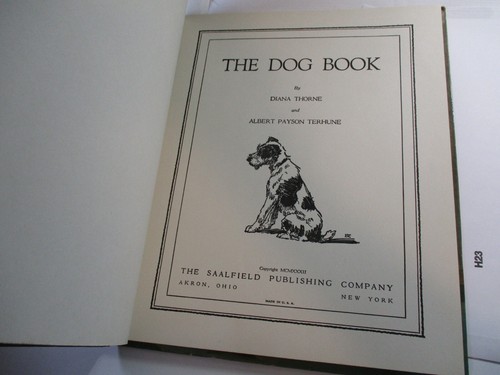 THE DOG BOOK
By
DIANA THORNE
and
ALBERT PAYSON TERHUNE
Copyright MCMXXXII
THE SAALFIELD PUBLISHING COMPANY
AKRON, OHIO NEW YORK
MADE IN U.S.A.
H23